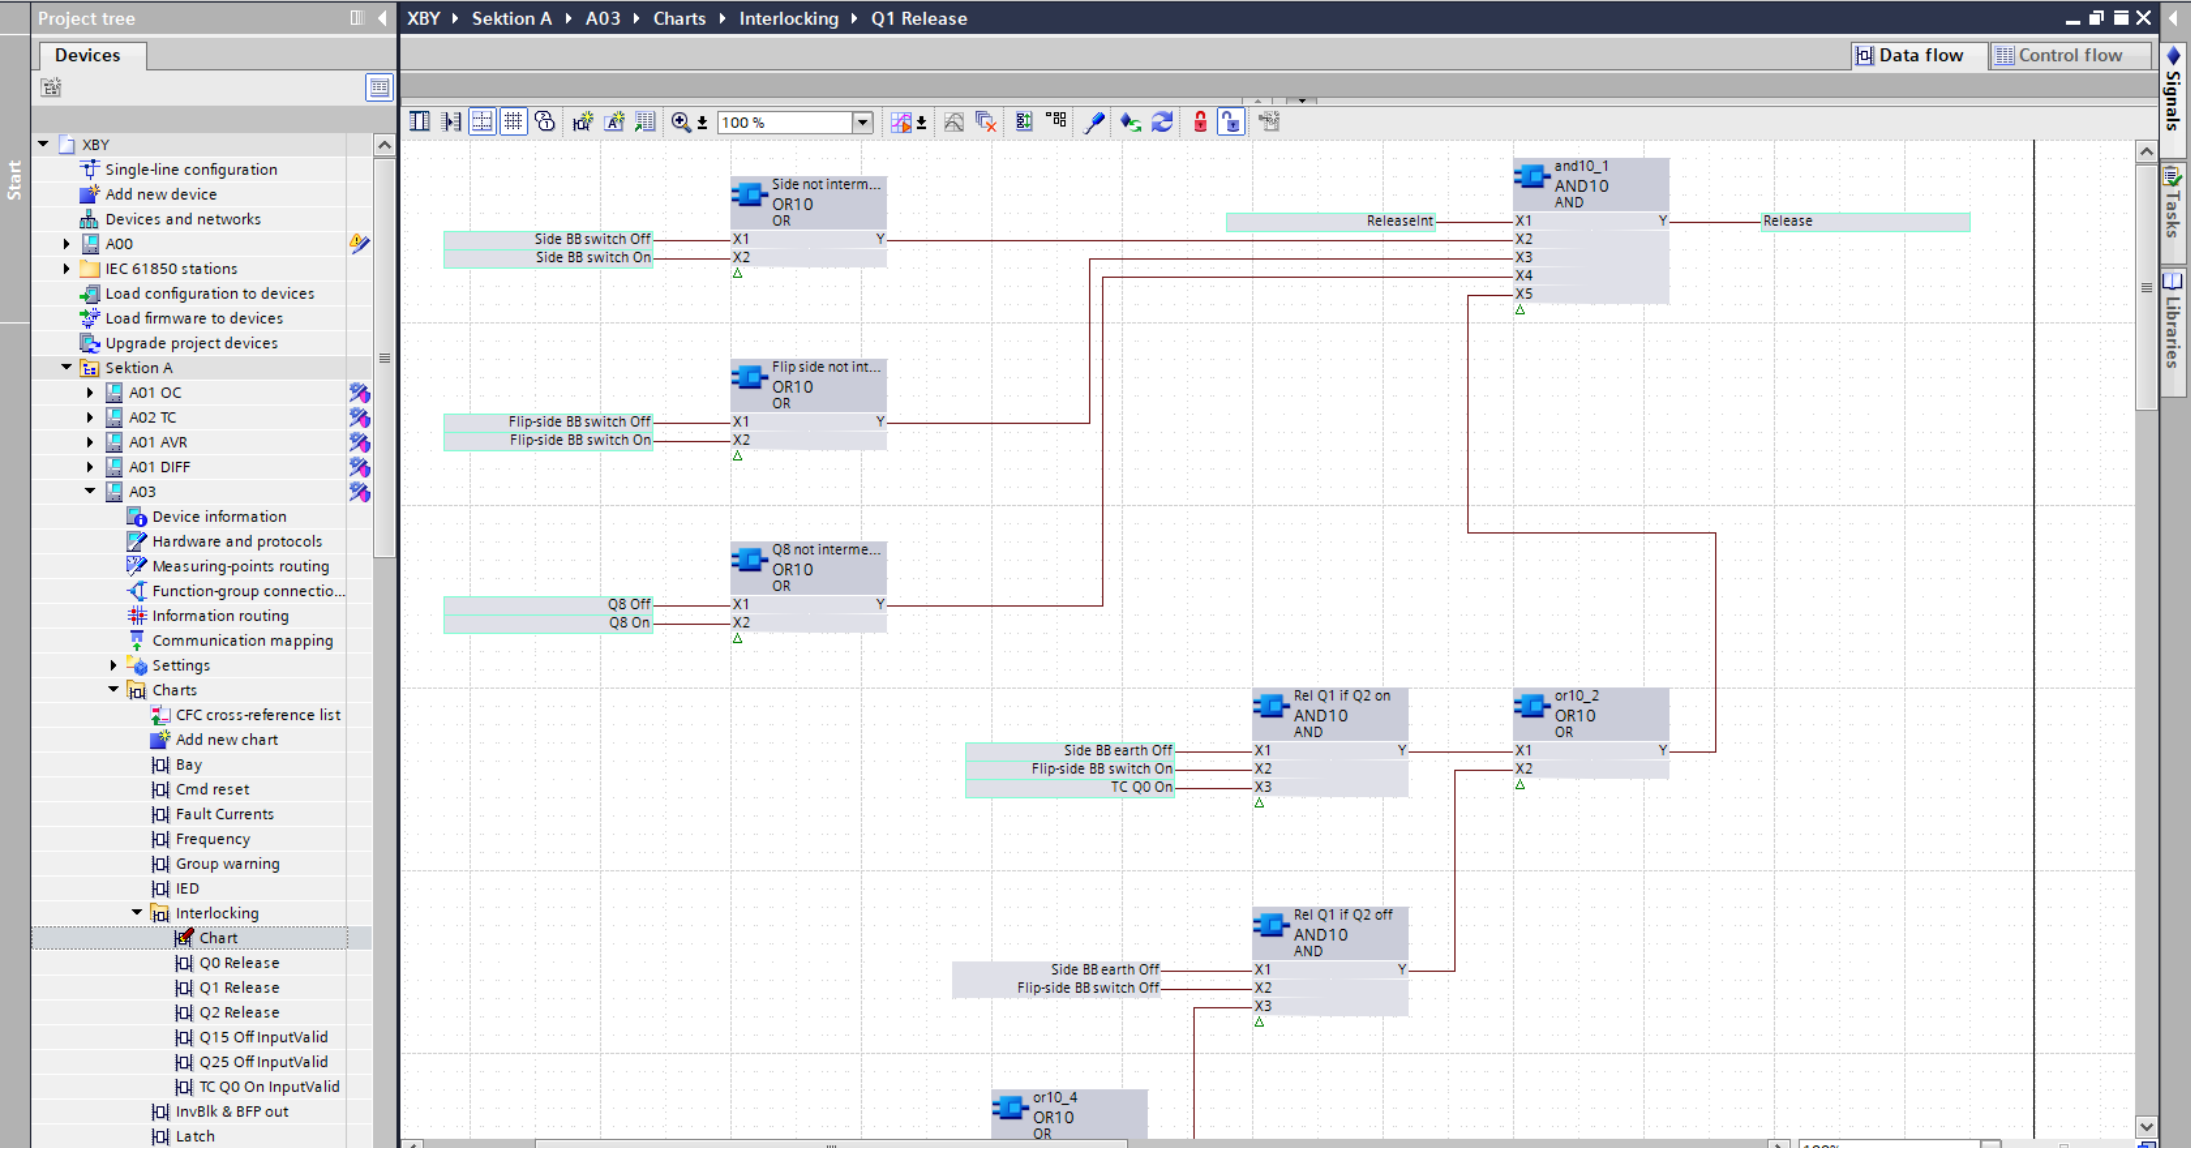 Project tree
XBY Sektion A A03 Charts Interlocking Q1 Release
Devices
Data flow
Control flow
100 %
Start
Signals
Tasks
Libraries
XBY
Single-line configuration
Add new device
Devices and networks
A00
IEC 61850 stations
Load configuration to devices
Load firmware to devices
Upgrade project devices
Sektion A
A01 OC
A02 TC
A01 AVR
A01 DIFF
A03
Device information
Hardware and protocols
Measuring-points routing
Function-group connectio...
Information routing
Communication mapping
Settings
Charts
CFC cross-reference list
Add new chart
Bay
Cmd reset
Fault Currents
Frequency
Group warning
IED
Interlocking
Chart
Q0 Release
Q1 Release
Q2 Release
Q15 Off InputValid
Q25 Off InputValid
TC Q0 On InputValid
InvBlk & BFP out
Latch
Side not interm...
OR10
OR
Side BB switch Off X1 Y
Side BB switch On X2
and10_1
AND10
AND
ReleaseInt X1 Y Release
X2
X3
X4
X5
Flip side not int...
OR10
OR
Flip-side BB switch Off X1 Y
Flip-side BB switch On X2
Q8 not interme...
OR10
OR
Q8 Off X1 Y
Q8 On X2
Rel Q1 if Q2 on
AND10
AND
Side BB earth Off X1 Y
Flip-side BB switch On X2
TC Q0 On X3
or10_2
OR10
OR
X1 Y
X2
Rel Q1 if Q2 off
AND10
AND
Side BB earth Off X1 Y
Flip-side BB switch Off X2
X3
or10_4
OR10
OR